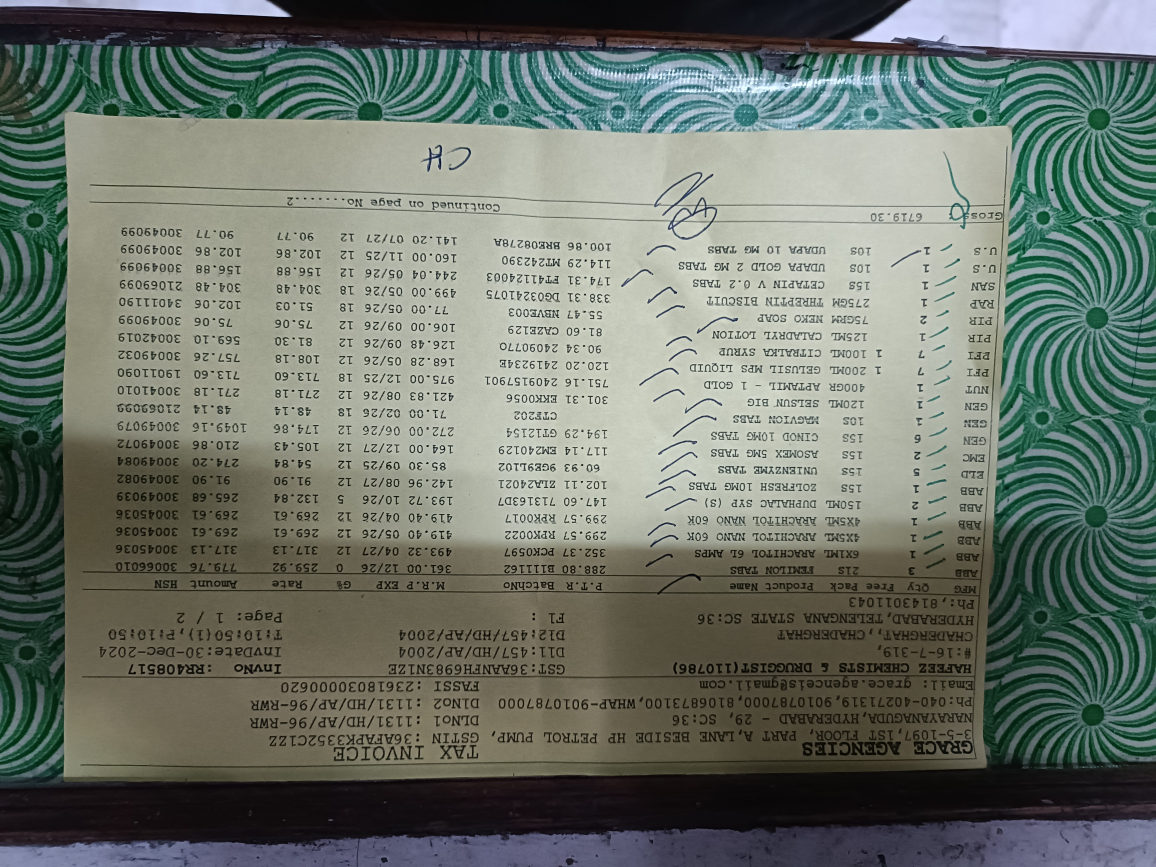 GRACE AGENCIES TAX INVOICE
3-5-1097,1ST FLOOR, PART A,LANE BESIDE HP PETROL PUMP, GSTIN :36AFAPK3352C1ZZ
NARAYANAGUDA,HYDERABAD - 29, SC:36 DLNO1 :1131/HD/AP/96-RWR
Ph:040-40271319,9010787000,8106873100,WHAP-9010787000 DlNo2 :1131/HD/AP/96-RWR
Email: grace.agenceis@gmail.com FASSI :23618030000620
HAFEEZ CHEMISTS & DRUGGIST(110786) GST:36AANHM6983N1ZE InvNo :RR408517
#:16-7-319, D11:457/HD/AP/2004 InvDate:30-Dec-2024
CHADERGHAT,,CHADERGHAT D12:457/HD/AP/2004 T:10:50(1),P:10:50
HYDERABAD,TELENGANA STATE SC:36 F1 : Page: 1 / 2
Ph:,8143011043
MFG Qty Free Pack Product Name P.T.R BatchNo M.R.P EXP G% Rate Amount HSN
ABB 3 21S FEMILEN TABS 288.80 B111162 361.00 12/26 0 259.92 779.76 30066010
ABB 1 6X1ML ARACHITOL 6L AMPS 352.37 PCN0597 493.32 04/27 12 317.13 317.13 30045036
ABB 1 4X5ML ARACHITOL NANO 60K 299.57 RPK0022 419.40 05/26 12 269.61 269.61 30045036
ABB 1 4X5ML ARACHITOL NANO 60K 299.57 RPK0017 419.40 04/26 12 269.61 269.61 30045036
ABB 2 150ML DUPHALAC SYP (S) 147.60 71316D37 193.72 10/26 5 132.84 265.68 30049039
ABB 1 15S ZOLFRESH 10MG TABS 102.11 ZLA24021 142.96 08/27 12 91.90 91.90 30049082
ELD 5 15S UNIENZYME TABS 60.93 9GE9L102 85.30 09/25 12 54.84 274.20 30049084
EMC 2 15S ASOMEX 5MG TABS 117.14 EM240129 164.00 12/27 12 105.43 210.86 30049072
GEN 6 15S CINOD 10MG TABS 194.29 GIT2154 272.00 06/26 12 174.86 1049.16 30049079
GEN 1 10S MAGVICN TABS CTZF202 71.00 02/26 18 48.14 48.14 21069099
GEN 1 120ML SELSUN BIG 301.31 EKK0056 421.83 08/26 12 271.18 271.18 30041010
NUT 1 400GR APTAMIL - 1 GOLD 751.16 2409157901 975.00 12/25 18 713.60 713.60 19011090
PFI 7 1 200ML GELUSIL MPS LIQUID 120.20 2419234E 168.28 05/26 12 108.18 757.26 30049032
PFI 7 1 100ML CITRALKA SYRUP 90.34 24090770 126.48 09/26 12 81.30 569.10 30042019
PIR 1 125ML CALADRYL LOTION 81.60 CAZE8129 106.00 09/26 12 75.06 75.06 30049099
PIR 2 75GRM NEKO SOAP 55.47 NBVE003 77.00 05/26 18 51.03 102.06 34011190
RAP 1 275GM THREPTIN BISCUIT 338.31 DE03241075 499.00 05/26 18 304.48 304.48 21069099
SAN 1 15S CETAPIN V 0.2 TABS 174.31 FT41124003 244.04 05/26 12 156.88 156.88 30049099
U.S 1 10S UDAPA GOLD 2 MG TABS 114.29 MT242390 160.00 11/25 12 102.86 102.86 30049099
U.S 1 10S UDAPA 10 MG TABS 100.86 BRE08278A 141.20 07/27 12 90.77 90.77 30049099
Gross 6719.30 Continued on page No.......2
CH